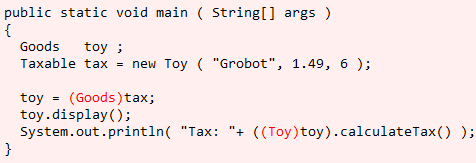 public static void main ( String[] args )
{
  Goods   toy ;
  Taxable tax = new Toy ( "Grobot", 1.49, 6 );
  toy = (Goods)tax;
  toy.display();
  System.out.println( "Tax: "+ ((Toy)toy).calculateTax() );
}